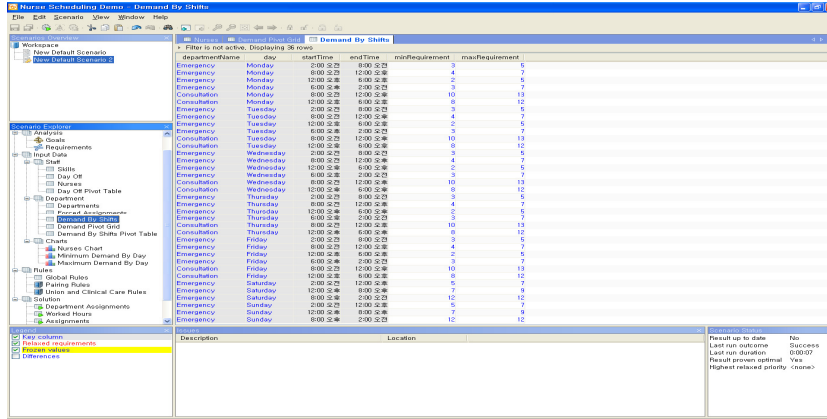 Nurse Scheduling Demo - Demand By Shifts
File Edit Scenario View Window Help
Scenarios Overview
Workspace
New Default Scenario
New Default Scenario 2
Scenario Explorer
Analysis
Goals
Requirements
Input Data
Staff
Skills
Day Off
Nurses
Day Off Pivot Table
Department
Departments
Forced Assignments
Demand By Shifts
Demand Pivot Grid
Demand By Shifts Pivot Table
Charts
Nurses Chart
Minimum Demand By Day
Maximum Demand By Day
Rules
Global Rules
Pairing Rules
Union and Clinical Care Rules
Solution
Department Assignments
Worked Hours
Assignments
Legend
Key column
Relaxed requirements
Frozen values
Differences
Nurses Demand Pivot Grid Demand By Shifts
Filter is not active, Displaying 36 rows
departmentName day startTime endTime minRequirement maxRequirement
Emergency Monday 2:00 오전 8:00 오전 3 5
Emergency Monday 8:00 오전 12:00 오후 4 7
Emergency Monday 12:00 오후 6:00 오후 2 5
Emergency Monday 6:00 오후 2:00 오전 3 7
Consultation Monday 8:00 오전 12:00 오후 10 13
Consultation Monday 12:00 오후 6:00 오후 8 12
Emergency Tuesday 2:00 오전 8:00 오전 3 5
Emergency Tuesday 8:00 오전 12:00 오후 4 7
Emergency Tuesday 12:00 오후 6:00 오후 2 5
Emergency Tuesday 6:00 오후 2:00 오전 3 7
Consultation Tuesday 8:00 오전 12:00 오후 10 13
Consultation Tuesday 12:00 오후 6:00 오후 8 12
Emergency Wednesday 2:00 오전 8:00 오전 3 5
Emergency Wednesday 8:00 오전 12:00 오후 4 7
Emergency Wednesday 12:00 오후 6:00 오후 2 5
Emergency Wednesday 6:00 오후 2:00 오전 3 7
Consultation Wednesday 8:00 오전 12:00 오후 10 13
Consultation Wednesday 12:00 오후 6:00 오후 8 12
Emergency Thursday 2:00 오전 8:00 오전 3 5
Emergency Thursday 8:00 오전 12:00 오후 4 7
Emergency Thursday 12:00 오후 6:00 오후 2 5
Emergency Thursday 6:00 오후 2:00 오전 3 7
Consultation Thursday 8:00 오전 12:00 오후 10 13
Consultation Thursday 12:00 오후 6:00 오후 8 12
Emergency Friday 2:00 오전 8:00 오전 3 5
Emergency Friday 8:00 오전 12:00 오후 4 7
Emergency Friday 12:00 오후 6:00 오후 2 5
Emergency Friday 6:00 오후 2:00 오전 3 7
Consultation Friday 8:00 오전 12:00 오후 10 13
Consultation Friday 12:00 오후 6:00 오후 8 12
Emergency Saturday 2:00 오전 12:00 오후 5 7
Emergency Saturday 12:00 오후 8:00 오후 7 9
Emergency Saturday 8:00 오후 2:00 오전 12 12
Emergency Sunday 2:00 오전 12:00 오후 5 7
Emergency Sunday 12:00 오후 8:00 오후 7 9
Emergency Sunday 8:00 오후 2:00 오전 12 12
Issues
Description Location
Scenario Status
Result up to date No
Last run outcome Success
Last run duration 0:00:07
Result proven optimal Yes
Highest relaxed priority <none>